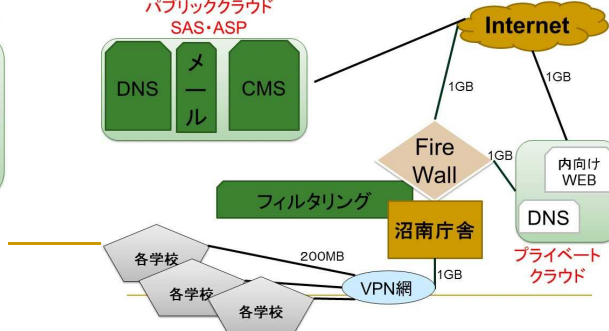 パブリッククラウド
SAS・ASP
Internet
DNS
メール
CMS
1GB
1GB
Fire
Wall
1GB
内向け
WEB
DNS
フィルタリング
沼南庁舎
プライベート
クラウド
各学校
200MB
1GB
各学校
VPN網
各学校